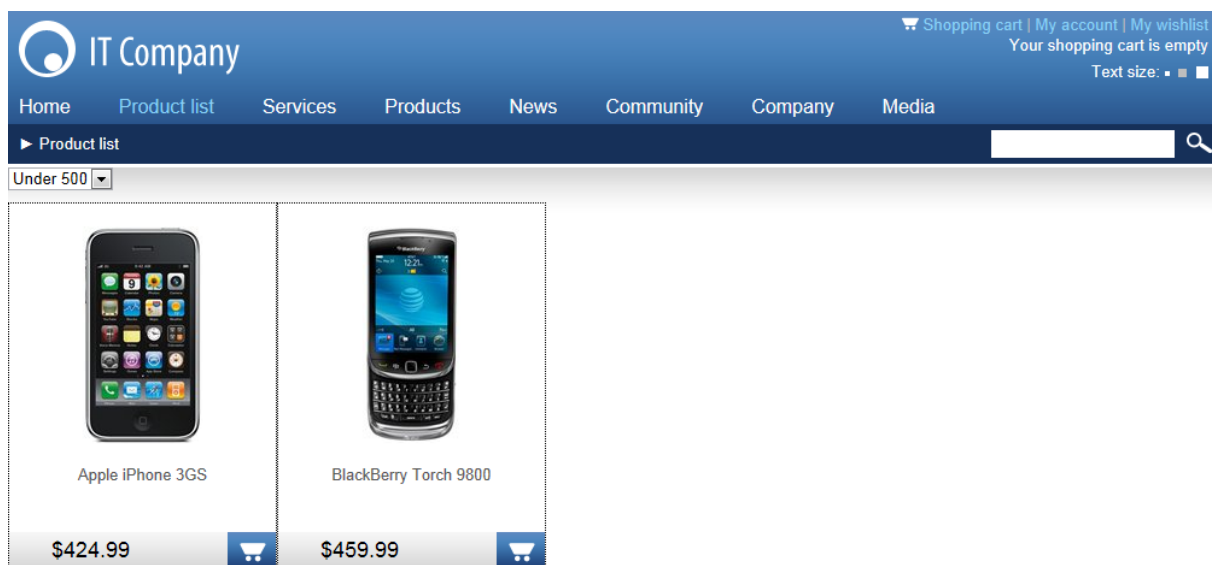 Shopping cart | My account | My wishlist
Your shopping cart is empty
Text size:
IT Company
Home Product list Services Products News Community Company Media
► Product list
Under 500
Apple iPhone 3GS BlackBerry Torch 9800
$424.99 $459.99